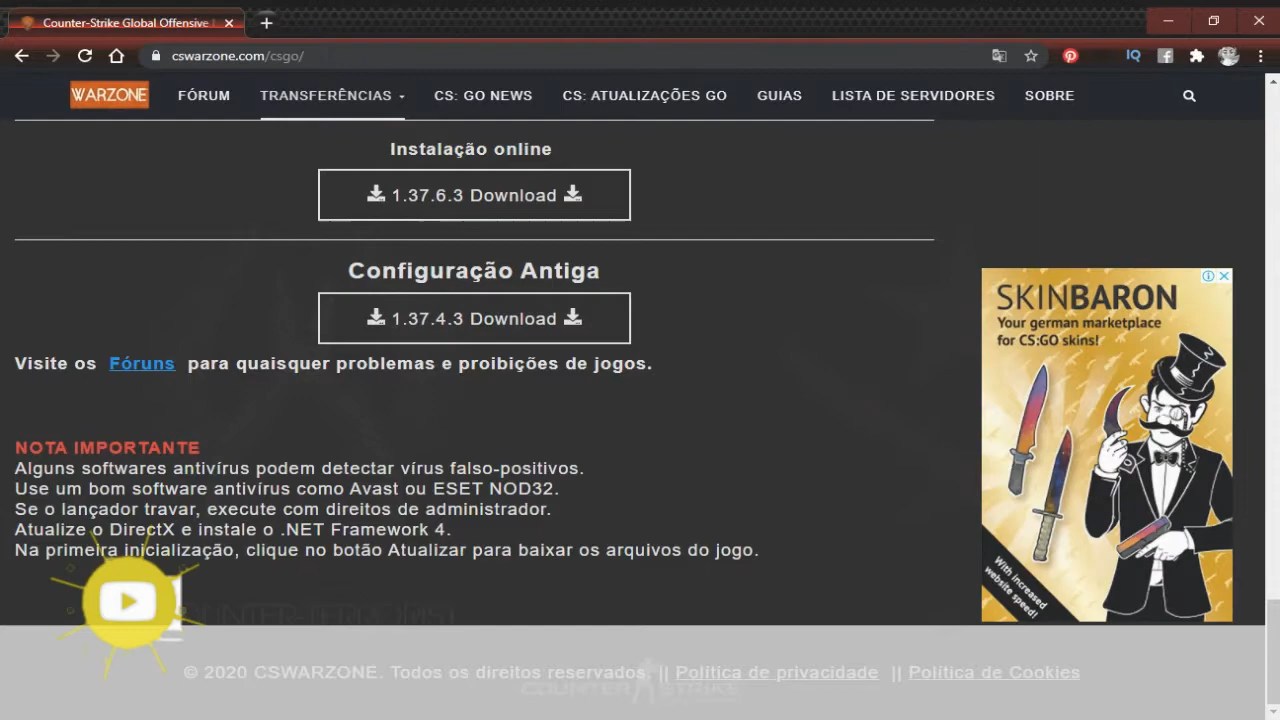 Counter-Strike Global Offensive
cswarzone.com/csgo/
WARZONE
FÓRUM
TRANSFERÊNCIAS
CS: GO NEWS
CS: ATUALIZAÇÕES GO
GUIAS
LISTA DE SERVIDORES
SOBRE
Instalação online
1.37.6.3 Download
Configuração Antiga
1.37.4.3 Download
Visite os Fóruns para quaisquer problemas e proibições de jogos.
NOTA IMPORTANTE
Alguns softwares antivírus podem detectar vírus falso-positivos.
Use um bom software antivírus como Avast ou ESET NOD32.
Se o lançador travar, execute com direitos de administrador.
Atualize o DirectX e instale o .NET Framework 4.
Na primeira inicialização, clique no botão Atualizar para baixar os arquivos do jogo.
SKINBARON
Your german marketplace
for CS:GO skins!
With increased
website speed!
© 2020 CSWARZONE. Todos os direitos reservados. || Política de privacidade || Política de Cookies
COUNTER STRIKE